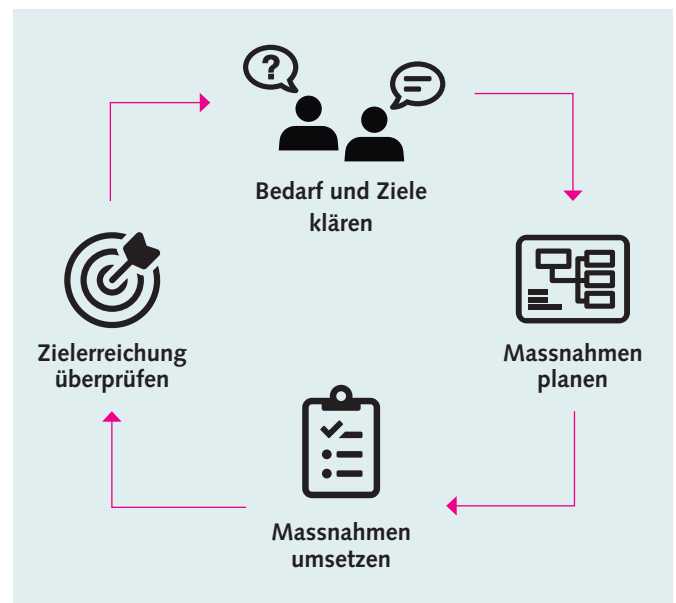 ?
Bedarf und Ziele
klären
Massnahmen
planen
Massnahmen
umsetzen
Zielerreichung
überprüfen